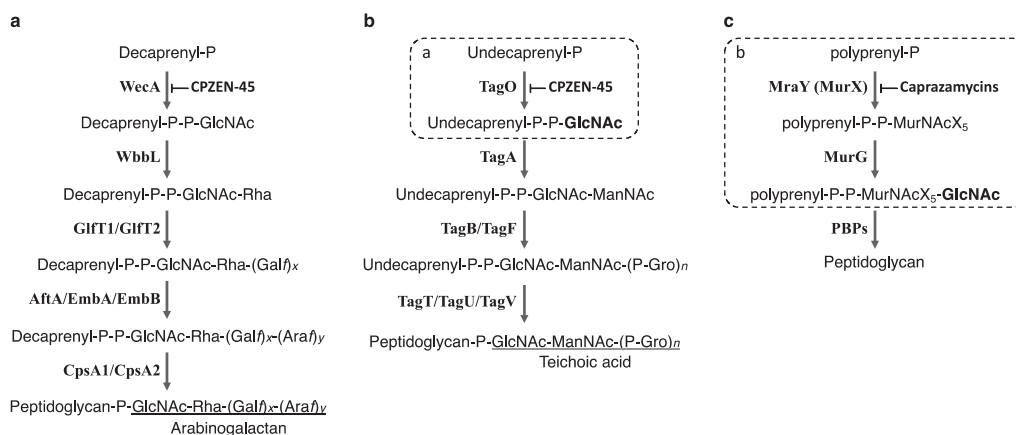 a
Decaprenyl-P
WecA
CPZEN-45
Decaprenyl-P-P-GlcNAc
WbbL
Decaprenyl-P-P-GlcNAc-Rha
GlfT1/GlfT2
Decaprenyl-P-P-GlcNAc-Rha-(Galf)x
AftA/EmbA/EmbB
Decaprenyl-P-P-GlcNAc-Rha-(Galf)x-(Araf)y
CpsA1/CpsA2
Peptidoglycan-P-GlcNAc-Rha-(Galf)x-(Araf)y
Arabinogalactan
b
a
Undecaprenyl-P
TagO
CPZEN-45
Undecaprenyl-P-P-GlcNAc
TagA
Undecaprenyl-P-P-GlcNAc-ManNAc
TagB/TagF
Undecaprenyl-P-P-GlcNAc-ManNAc-(P-Gro)n
TagT/TagU/TagV
Peptidoglycan-P-GlcNAc-ManNAc-(P-Gro)n
Teichoic acid
c
b
polyprenyl-P
MraY (MurX)
Caprazamycins
polyprenyl-P-P-MurNAcX5
MurG
polyprenyl-P-P-MurNAcX5-GlcNAc
PBPs
Peptidoglycan